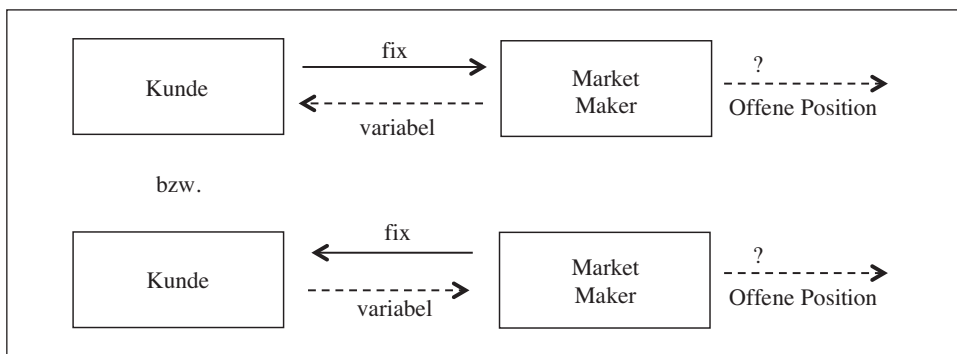 fix
Kunde
Market
Maker
?
variabel
Offene Position
bzw.
fix
Kunde
Market
Maker
?
variabel
Offene Position